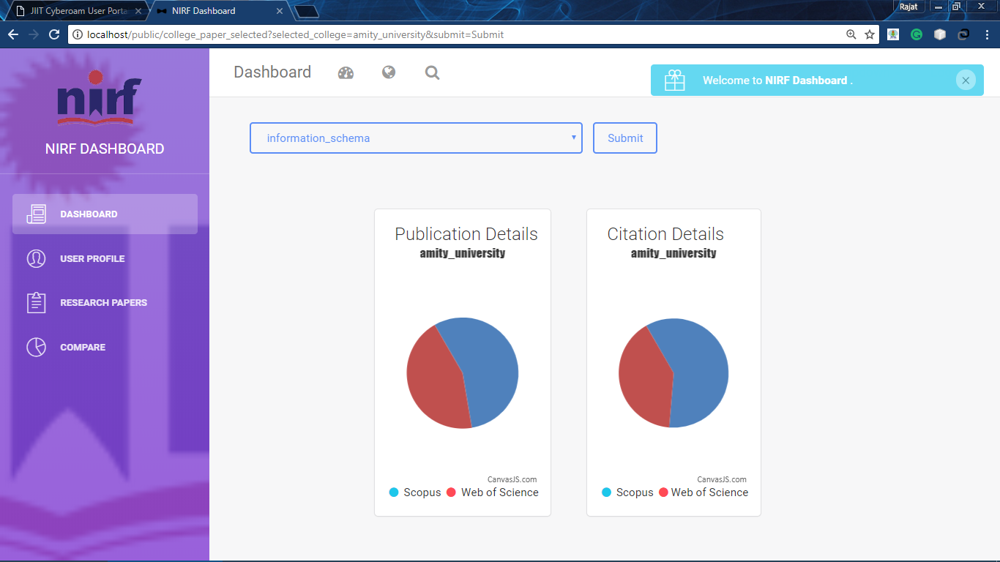 JIIT Cyberoam User Porta
NIRF Dashboard
Rajat
localhost/public/college_paper_selected?selected_college=amity_university&submit=Submit
nirf
NIRF DASHBOARD
DASHBOARD
USER PROFILE
RESEARCH PAPERS
COMPARE
Dashboard
Welcome to NIRF Dashboard .
information_schema
Submit
Publication Details
amity_university
CanvasJS.com
Scopus Web of Science
Citation Details
amity_university
CanvasJS.com
Scopus Web of Science